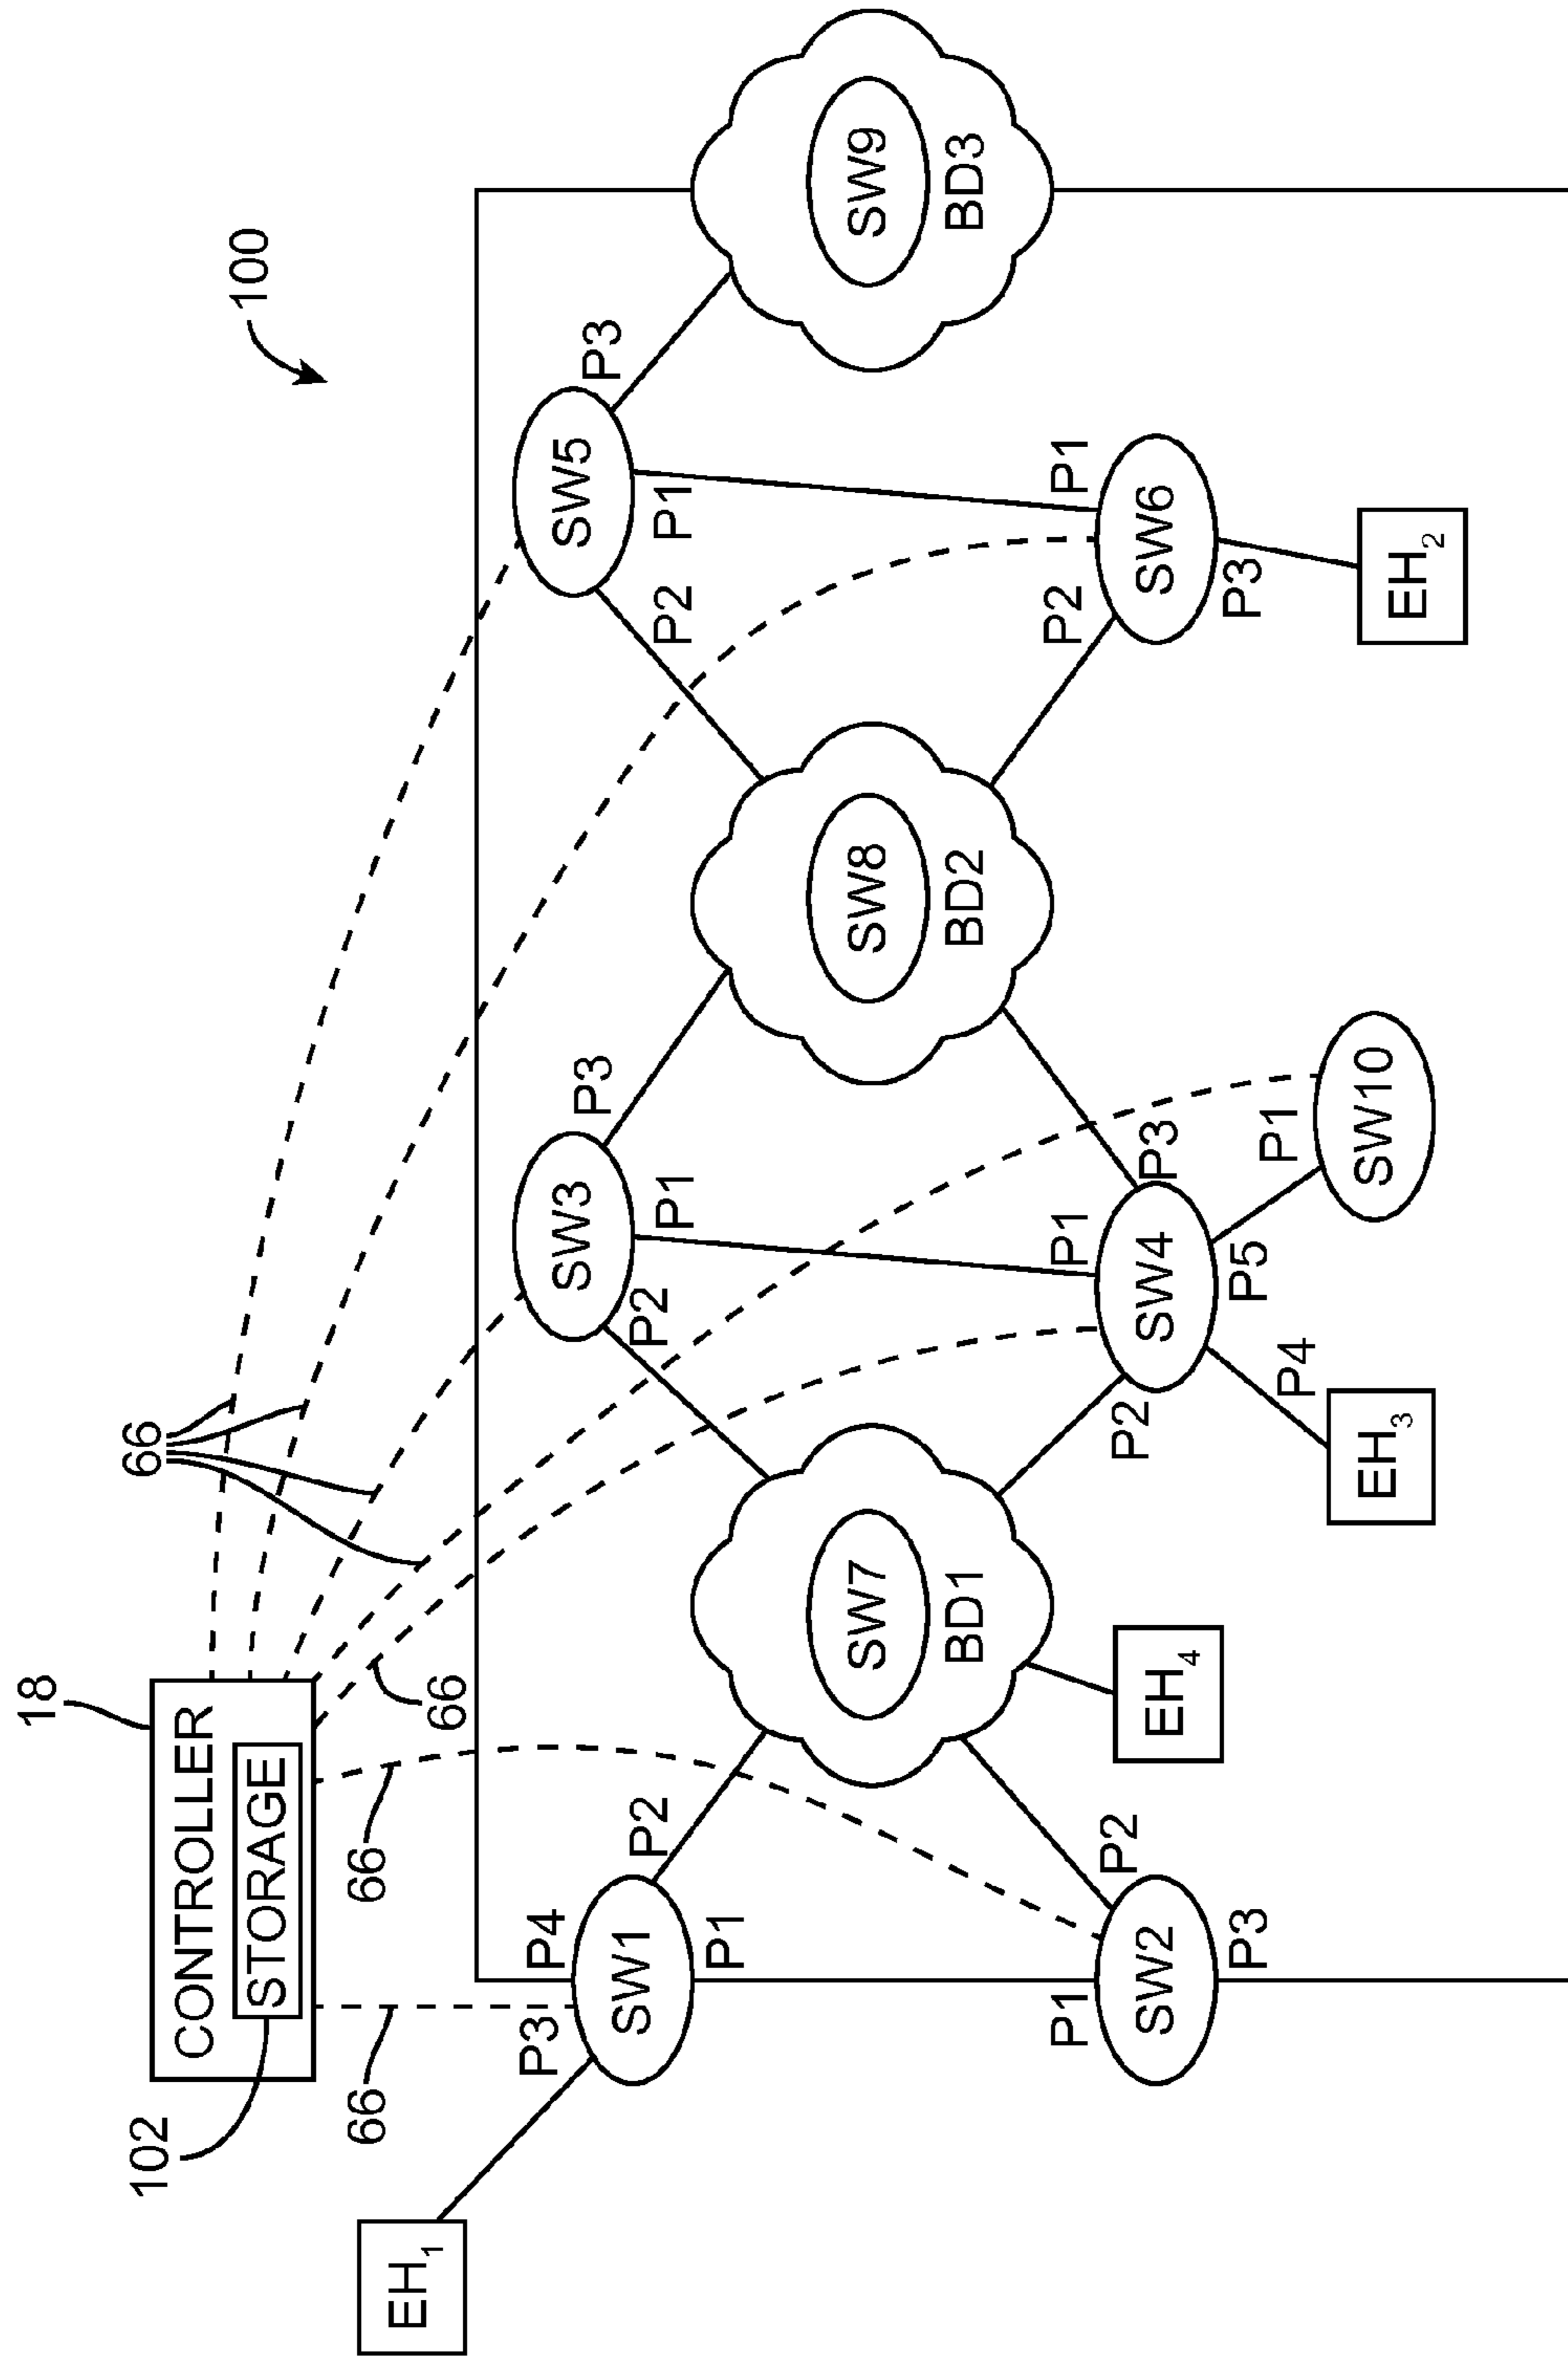 100
66
18
CONTROLLER
STORAGE
102
66
66
66
EH1
P3
P4
SW1
P2
P1
P1
SW2
P2
P3
SW7
BD1
EH4
P2
SW3
P3
P1
P1
P2
SW4
P3
P4
P5
EH3
P1
SW10
SW8
BD2
P2
SW5
P3
P1
P1
P2
SW6
P3
EH2
SW9
BD3